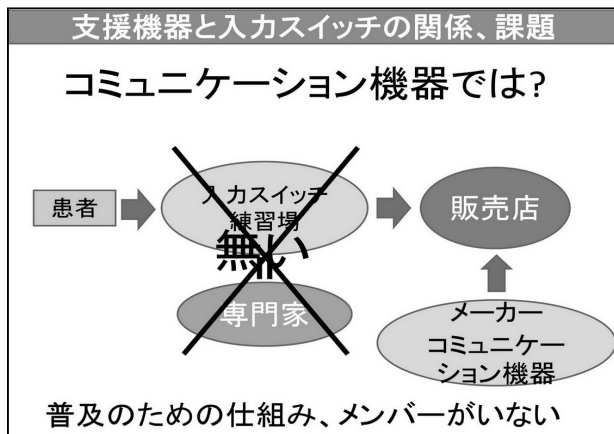 支援機器と入力スイッチの関係、課題
コミュニケーション機器では?
患者
入力スイッチ
練習場
無い
専門家
販売店
メーカー
コミュニケー
ション機器
普及のための仕組み、メンバーがいない